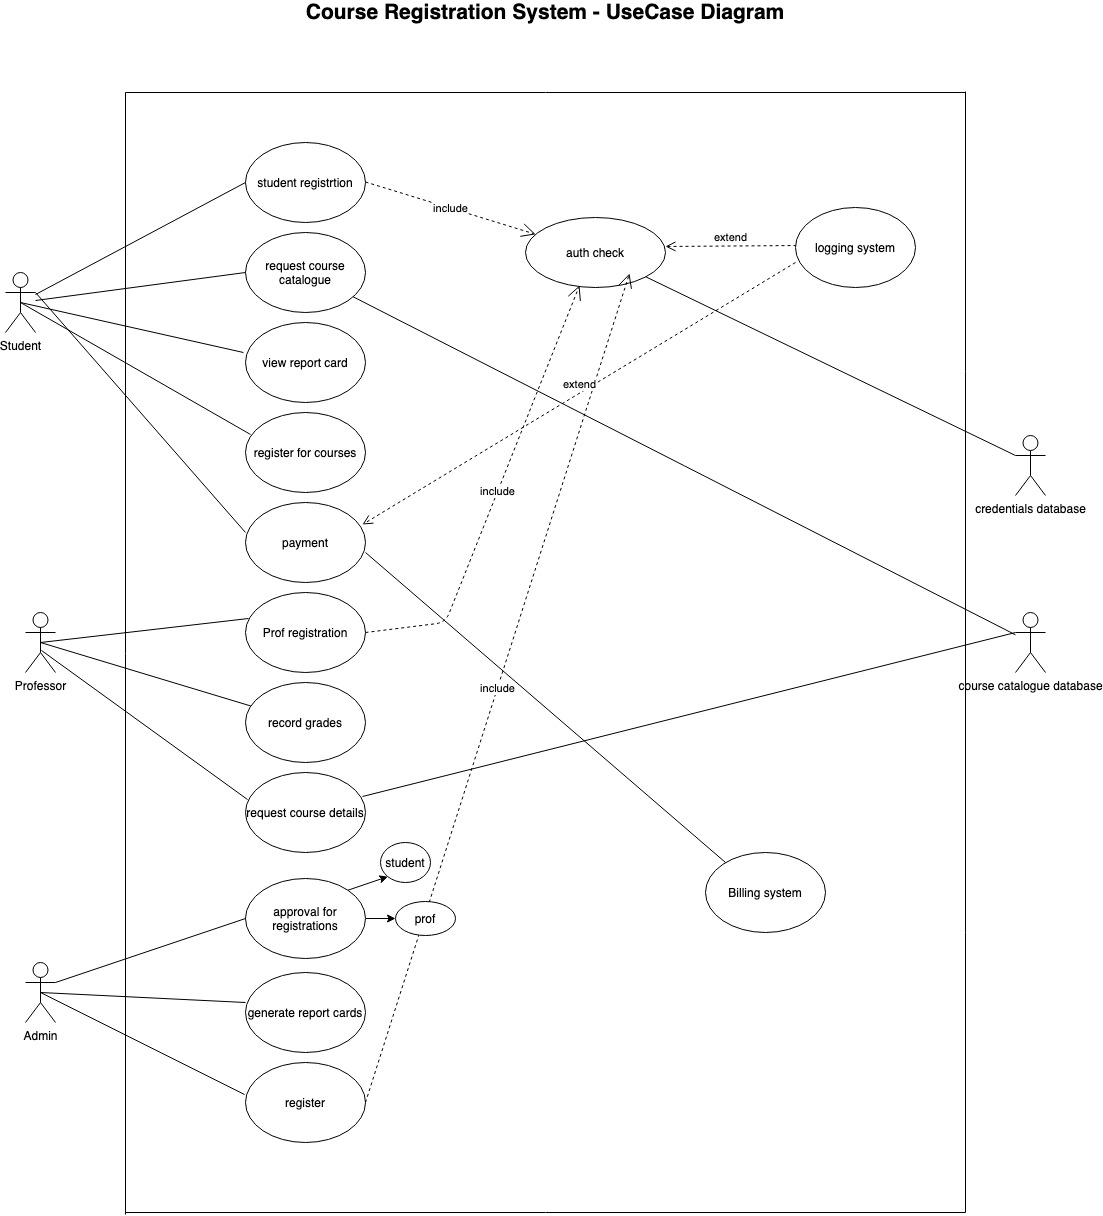 Course Registration System - UseCase Diagram
student registrtion
include
auth check
extend
logging system
request course
catalogue
Student
view report card
extend
register for courses
credentials database
include
payment
Prof registration
Professor
include
course catalogue database
record grades
request course details
student
approval for
registrations
prof
Billing system
Admin
generate report cards
register